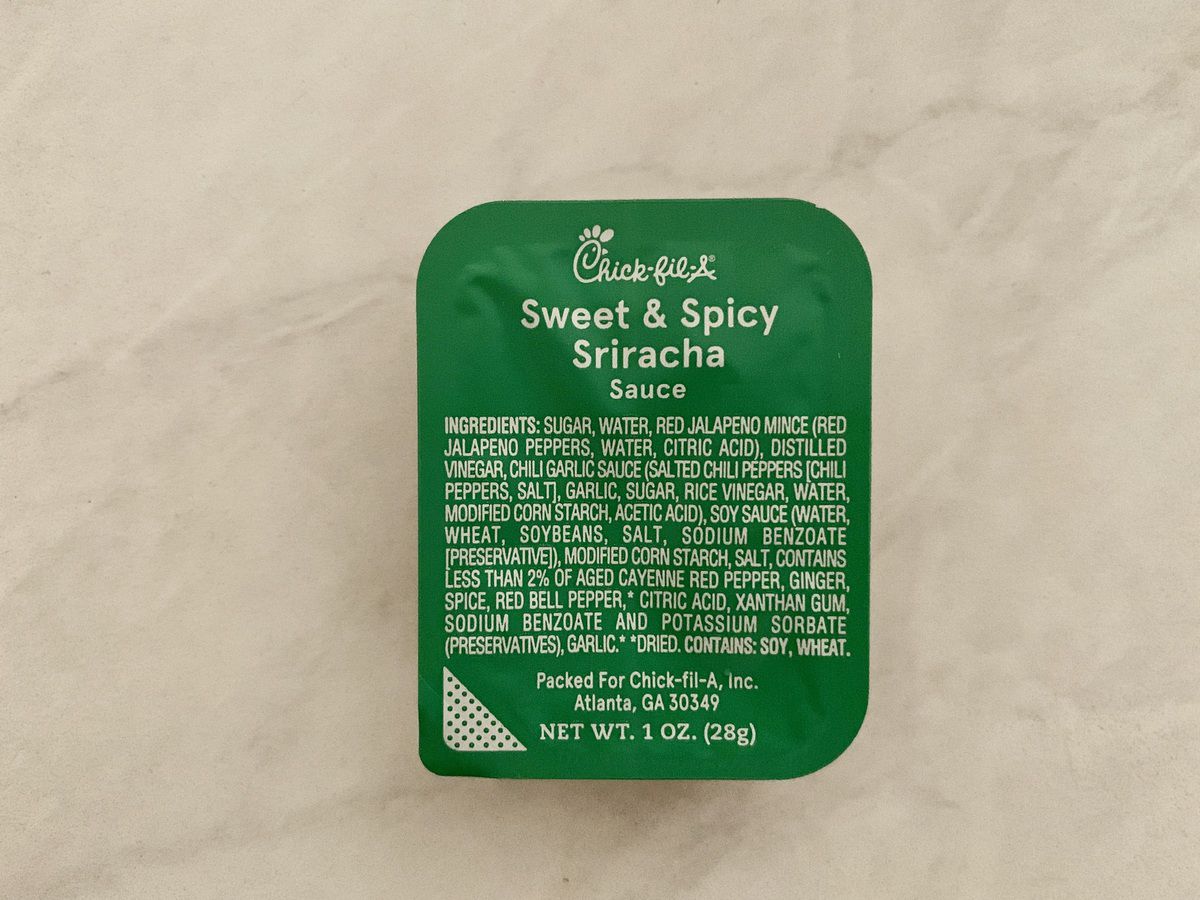 Chick-fil-A®
Sweet & Spicy
Sriracha
Sauce
INGREDIENTS: SUGAR, WATER, RED JALAPENO MINCE (RED
JALAPENO PEPPERS, WATER, CITRIC ACID), DISTILLED
VINEGAR, CHILI GARLIC SAUCE (SALTED CHILI PEPPERS [CHILI
PEPPERS, SALT], GARLIC, SUGAR, RICE VINEGAR, WATER,
MODIFIED CORN STARCH, ACETIC ACID), SOY SAUCE (WATER,
WHEAT, SOYBEANS, SALT, SODIUM BENZOATE
[PRESERVATIVE]), MODIFIED CORN STARCH, SALT, CONTAINS
LESS THAN 2% OF AGED CAYENNE RED PEPPER, GINGER,
SPICE, RED BELL PEPPER,* CITRIC ACID, XANTHAN GUM,
SODIUM BENZOATE AND POTASSIUM SORBATE
(PRESERVATIVES), GARLIC.* *DRIED. CONTAINS: SOY, WHEAT.
Packed For Chick-fil-A, Inc.
Atlanta, GA 30349
NET WT. 1 OZ. (28g)